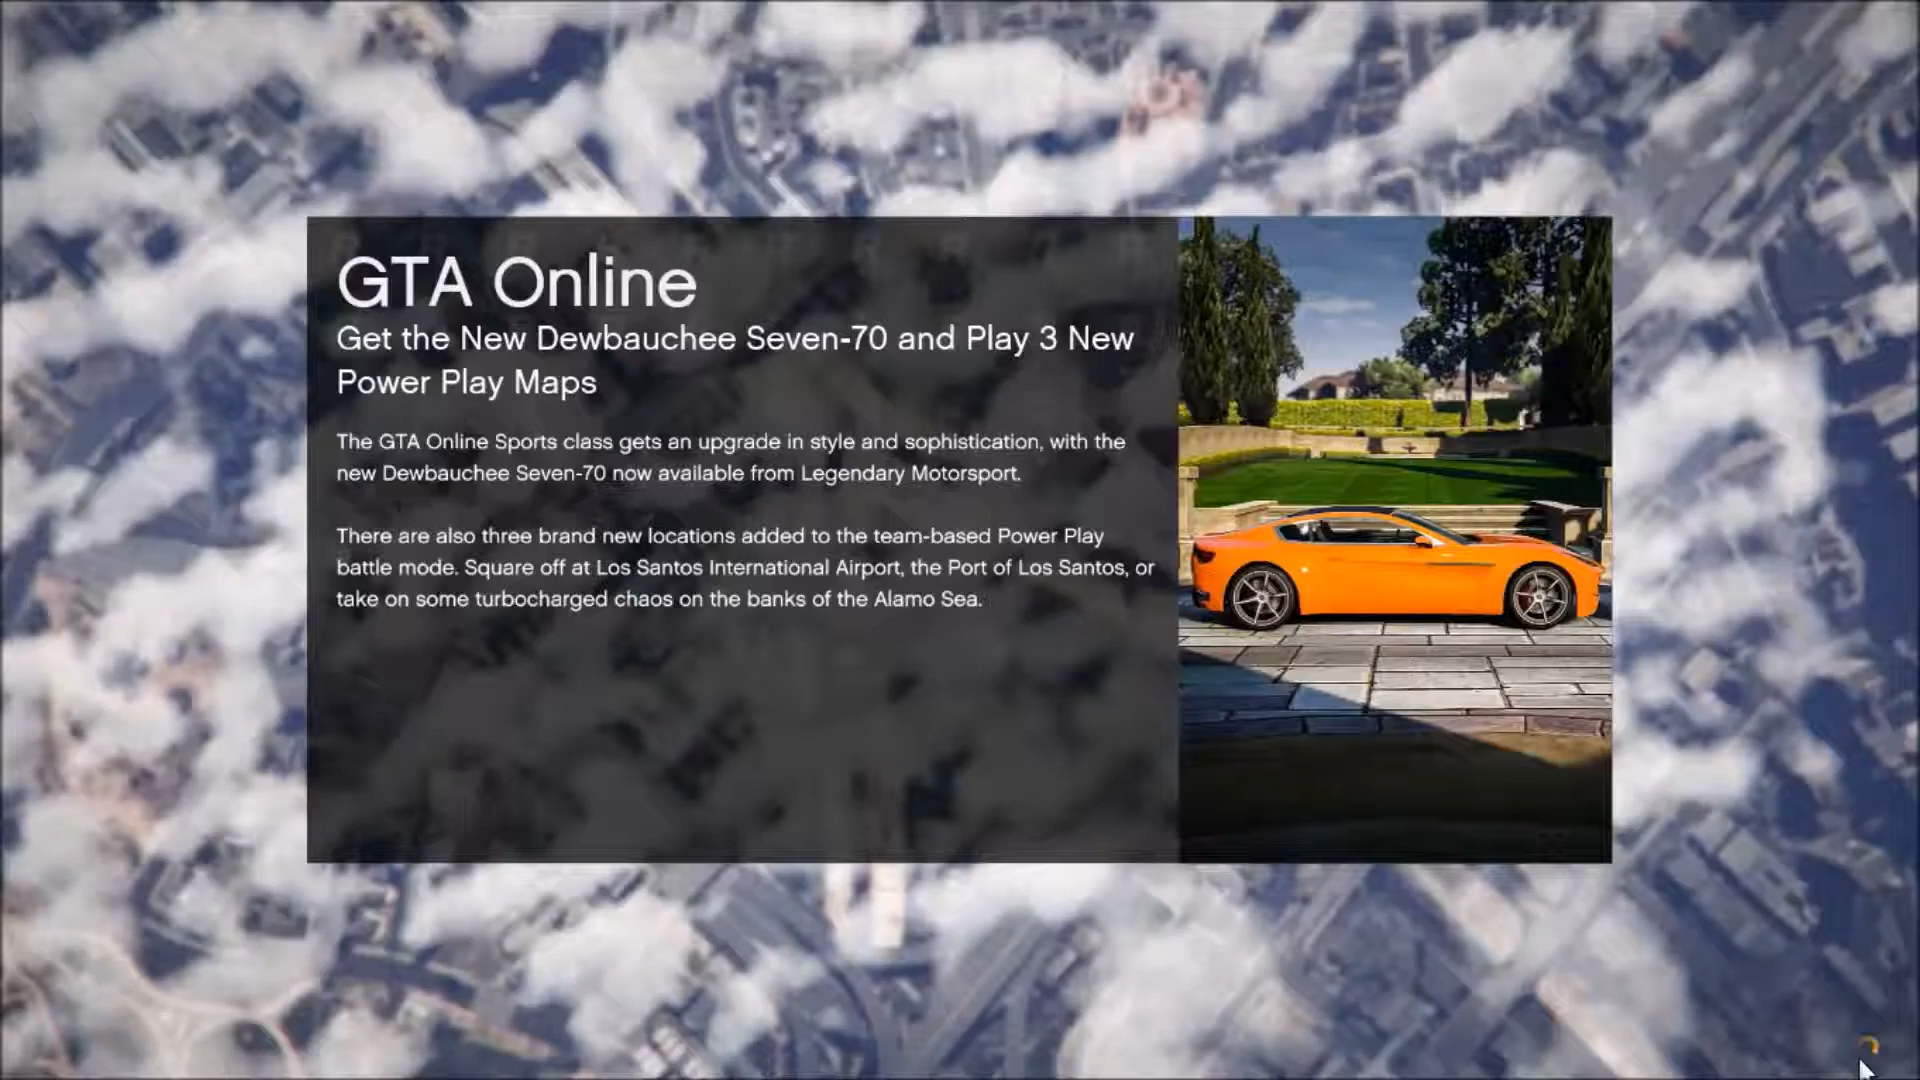 GTA Online
Get the New Dewbauchee Seven-70 and Play 3 New
Power Play Maps
The GTA Online Sports class gets an upgrade in style and sophistication, with the
new Dewbauchee Seven-70 now available from Legendary Motorsport.
There are also three brand new locations added to the team-based Power Play
battle mode. Square off at Los Santos International Airport, the Port of Los Santos, or
take on some turbocharged chaos on the banks of the Alamo Sea.